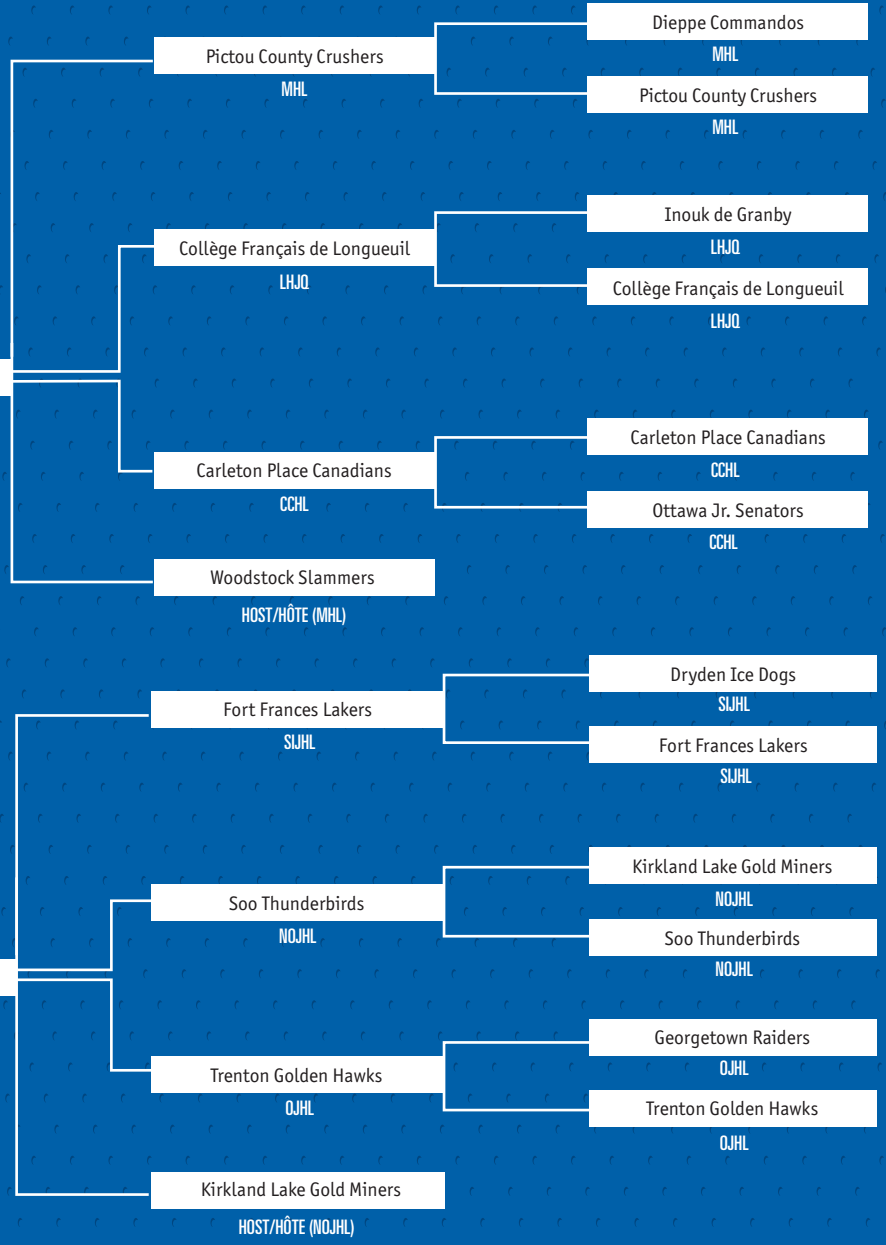 Dieppe Commandos
MHL
Pictou County Crushers
MHL
Pictou County Crushers
MHL
Inouk de Granby
LHJQ
Collège Français de Longueuil
LHJQ
Collège Français de Longueuil
LHJQ
Carleton Place Canadians
CCHL
Carleton Place Canadians
CCHL
Ottawa Jr. Senators
CCHL
Woodstock Slammers
HOST/HÔTE (MHL)
Dryden Ice Dogs
SIJHL
Fort Frances Lakers
SIJHL
Fort Frances Lakers
SIJHL
Kirkland Lake Gold Miners
NOJHL
Soo Thunderbirds
NOJHL
Soo Thunderbirds
NOJHL
Georgetown Raiders
OJHL
Trenton Golden Hawks
OJHL
Trenton Golden Hawks
OJHL
Kirkland Lake Gold Miners
HOST/HÔTE (NOJHL)